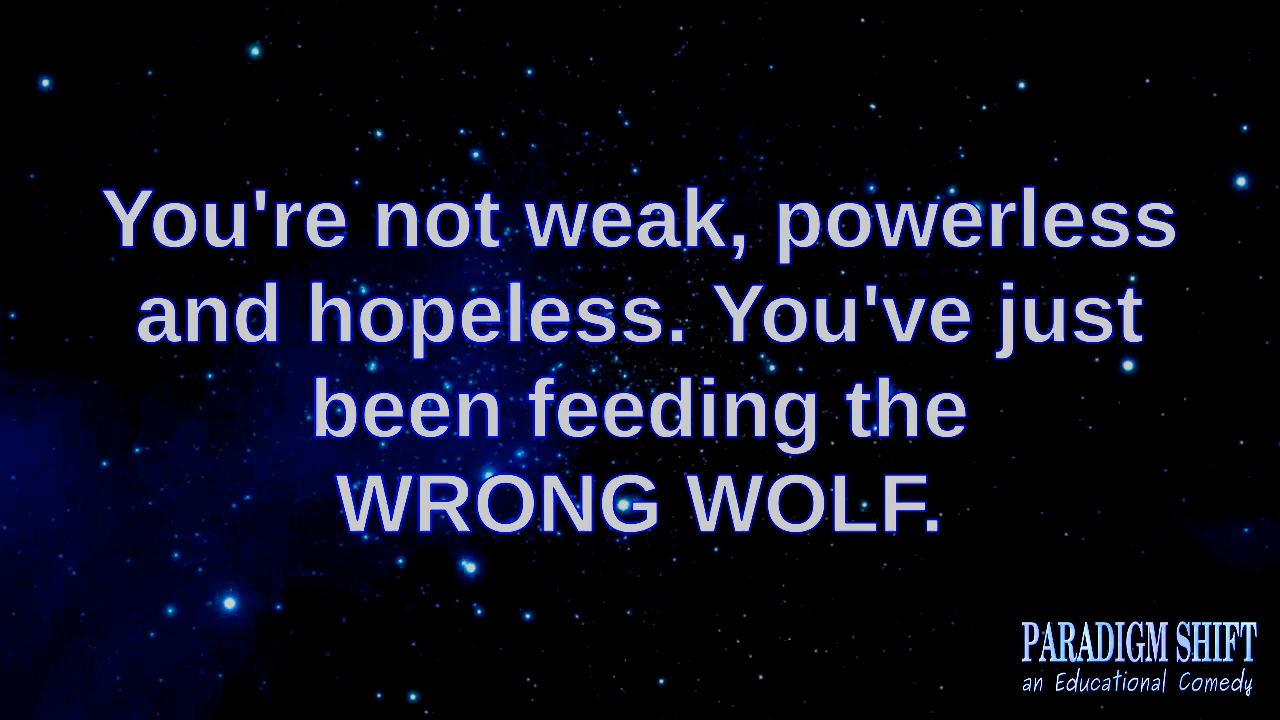 You're not weak, powerless
and hopeless. You've just
been feeding the
WRONG WOLF.
PARADIGM SHIFT
an Educational Comedy